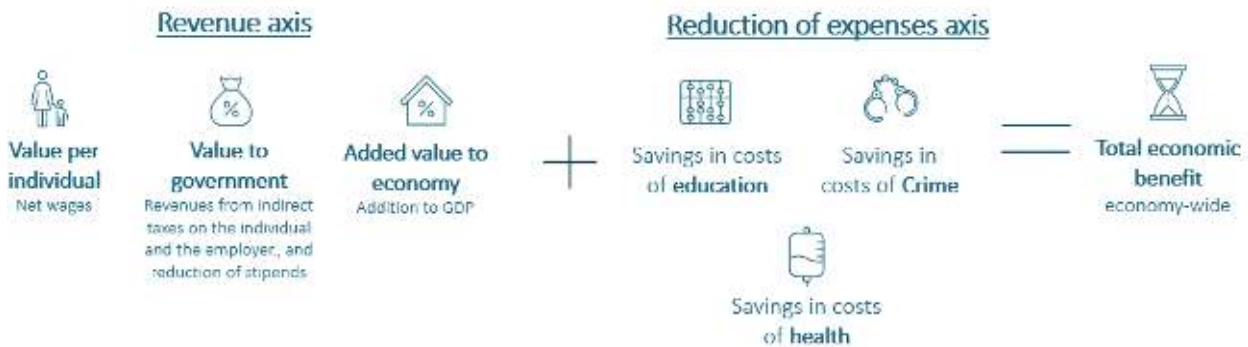 Revenue axis
Value per
individual
Net wages
Value to
government
Revenues from indirect
taxes on the individual
and the employer, and
reduction of stipends
Added value to
economy
Addition to GDP
Reduction of expenses axis
Savings in costs
of education
Savings in
costs of Crime
Savings in costs
of health
Total economic
benefit
economy-wide